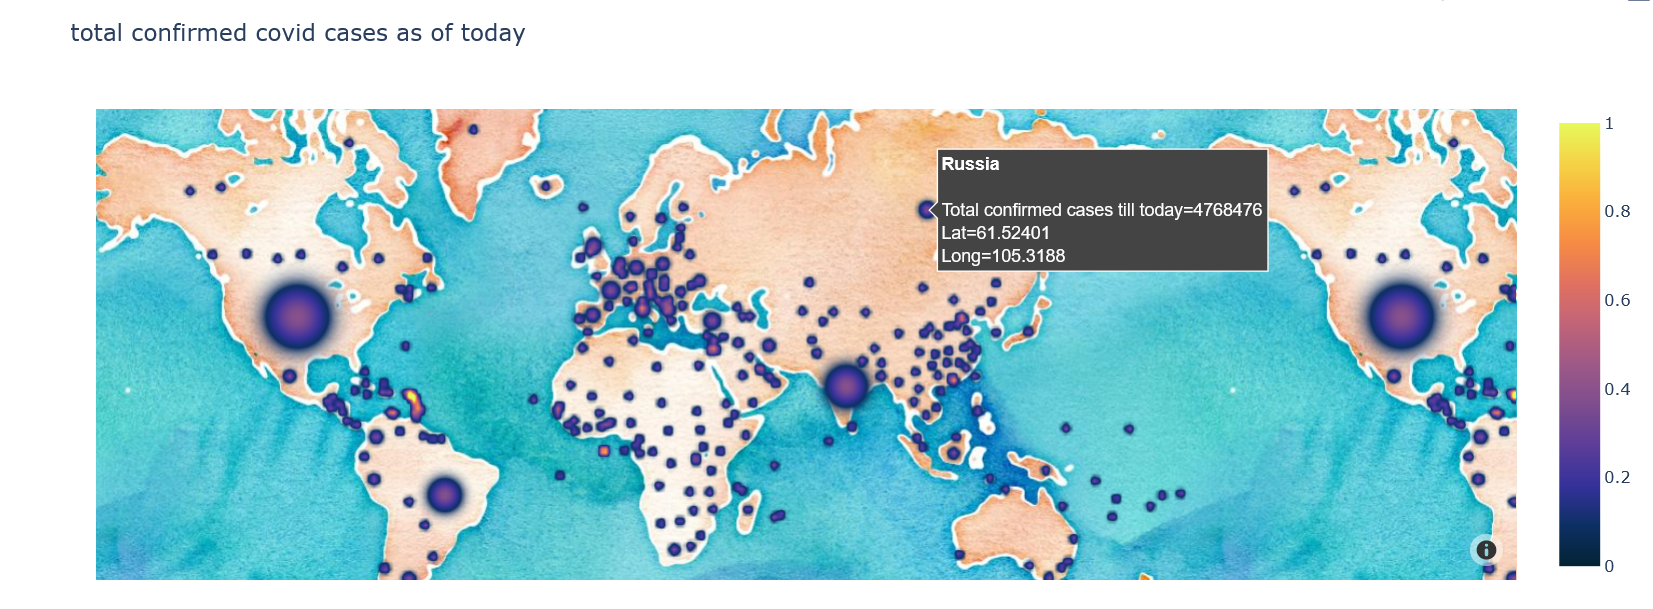 total confirmed covid cases as of today
Russia
Total confirmed cases till today=4768476
Lat=61.52401
Long=105.3188
1
0.8
0.6
0.4
0.2
0